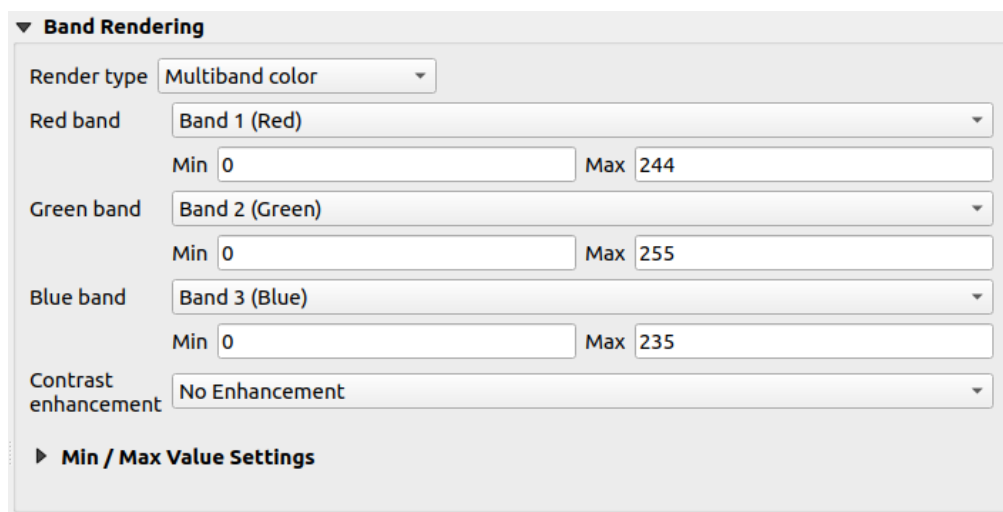 Band Rendering
Render type Multiband color
Red band Band 1 (Red)
Min 0 Max 244
Green band Band 2 (Green)
Min 0 Max 255
Blue band Band 3 (Blue)
Min 0 Max 235
Contrast
enhancement No Enhancement
Min / Max Value Settings